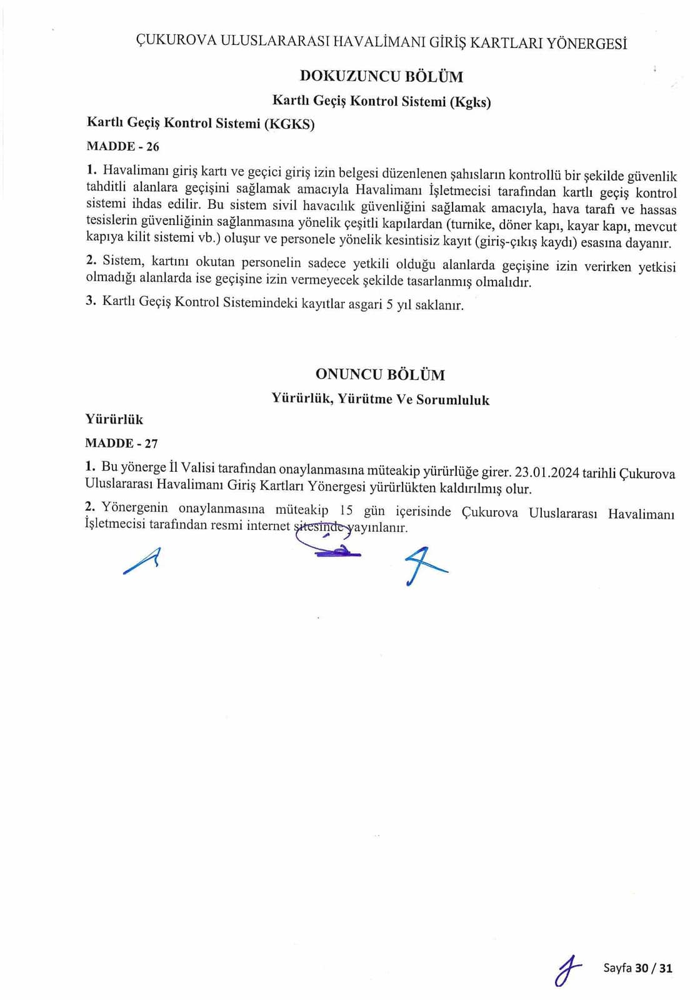 ÇUKUROVA ULUSLARARASI HAVALİMANI GİRİŞ KARTLARI YÖNERGESİ
DOKUZUNCU BÖLÜM
Kartlı Geçiş Kontrol Sistemi (Kgks)
Kartlı Geçiş Kontrol Sistemi (KGKS)
MADDE - 26
1. Havalimanı giriş kartı ve geçici giriş izin belgesi düzenlenen şahısların kontrollü bir şekilde güvenlik
tahditli alanlara geçişini sağlamak amacıyla Havalimanı İşletmecisi tarafından kartlı geçiş kontrol
sistemi ihdas edilir. Bu sistem sivil havacılık güvenliğini sağlamak amacıyla, hava tarafı ve hassas
tesislerin güvenliğinin sağlanmasına yönelik çeşitli kapılardan (turnike, döner kapı, kayar kapı, mevcut
kapıya kilit sistemi vb.) oluşur ve personele yönelik kesintisiz kayıt (giriş-çıkış kaydı) esasına dayanır.
2. Sistem, kartını okutan personelin sadece yetkili olduğu alanlarda geçişine izin verirken yetkisi
olmadığı alanlarda ise geçişine izin vermeyecek şekilde tasarlanmış olmalıdır.
3. Kartlı Geçiş Kontrol Sistemindeki kayıtlar asgari 5 yıl saklanır.
ONUNCU BÖLÜM
Yürürlük, Yürütme Ve Sorumluluk
Yürürlük
MADDE - 27
1. Bu yönerge İl Valisi tarafından onaylanmasına müteakip yürürlüğe girer. 23.01.2024 tarihli Çukurova
Uluslararası Havalimanı Giriş Kartları Yönergesi yürürlükten kaldırılmış olur.
2. Yönergenin onaylanmasına müteakip 15 gün içerisinde Çukurova Uluslararası Havalimanı
İşletmecisi tarafından resmi internet sitesinde yayınlanır.
Sayfa 30 / 31